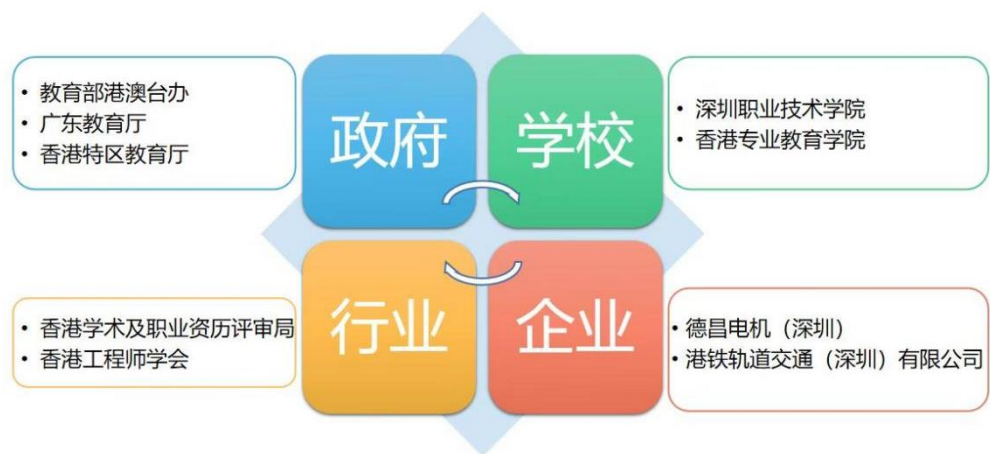 • 教育部港澳台办
• 广东教育厅
• 香港特区教育厅
政府
学校
• 深圳职业技术学院
• 香港专业教育学院
• 香港学术及职业资历评审局
• 香港工程师学会
行业
企业
• 德昌电机（深圳）
• 港铁轨道交通（深圳）有限公司